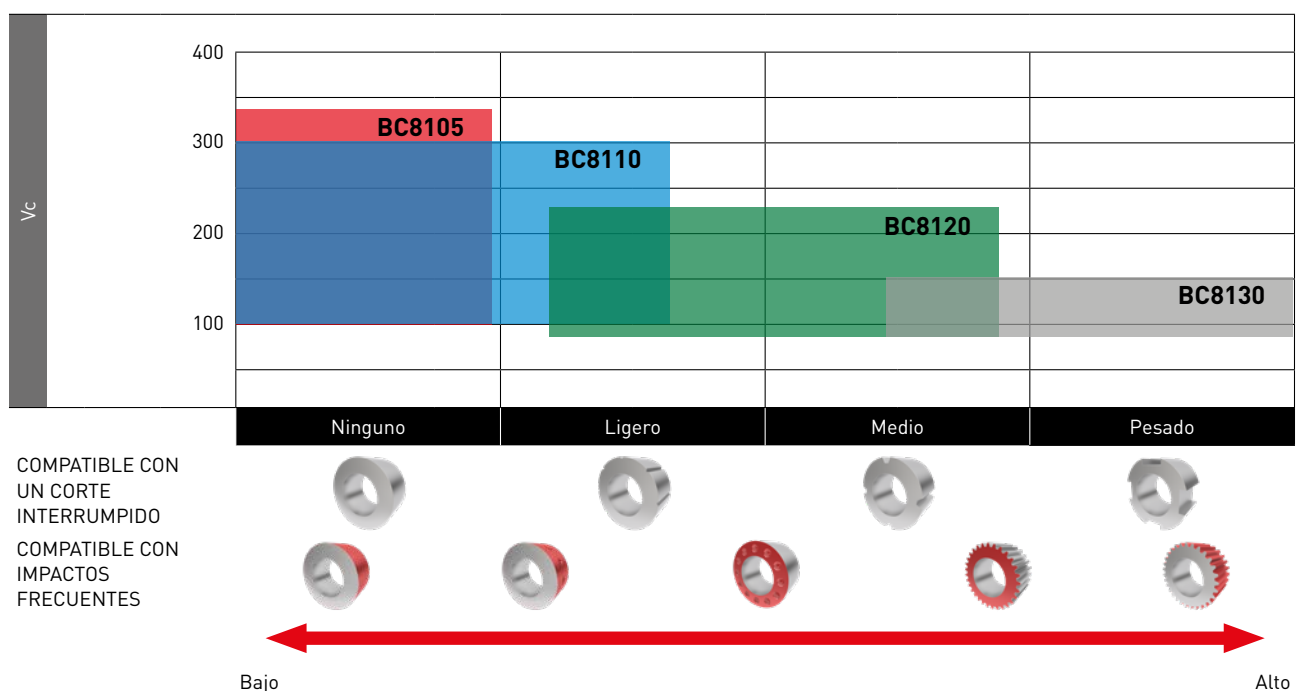 Vc
400
300
200
100
BC8105
BC8110
BC8120
BC8130
Ninguno
Ligero
Medio
Pesado
COMPATIBLE CON
UN CORTE
INTERRUMPIDO
COMPATIBLE CON
IMPACTOS
FRECUENTES
Bajo
Alto